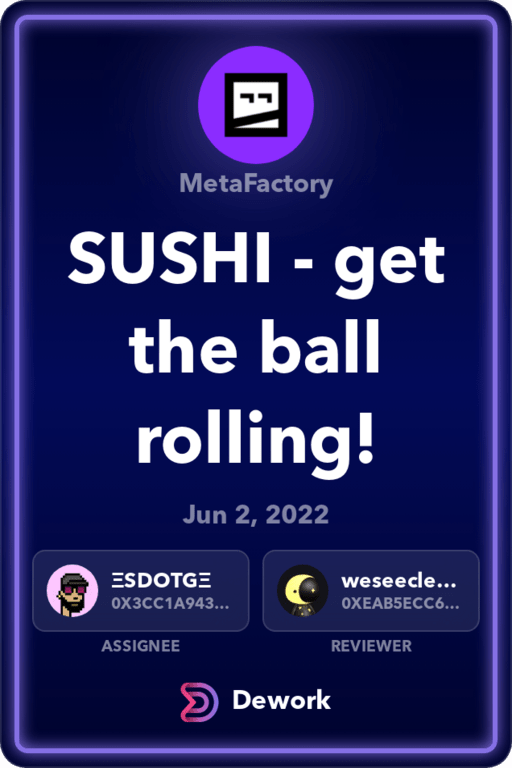 MetaFactory
SUSHI - get
the ball
rolling!
Jun 2, 2022
ΞSDOTGΞ
0X3CC1A943...
weseecle...
0XEAB5ECC6...
ASSIGNEE
REVIEWER
Dework